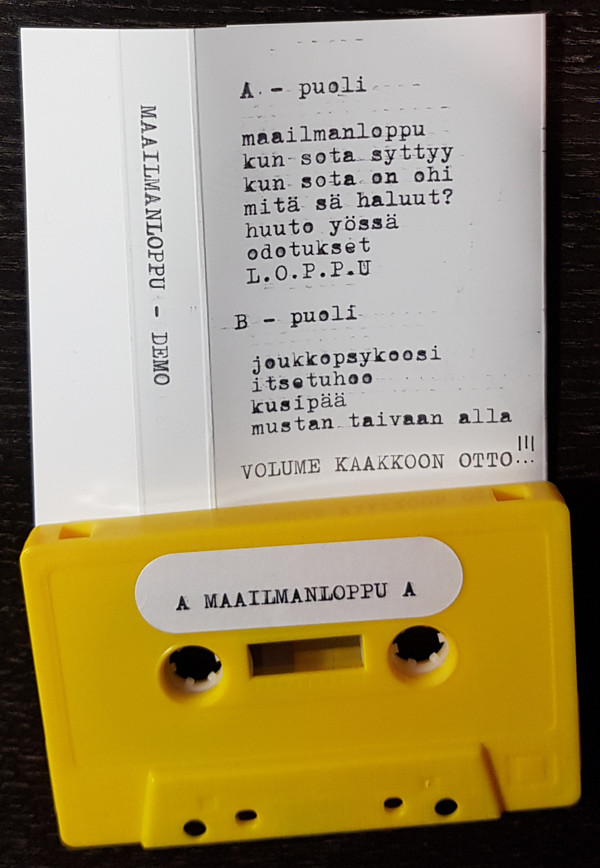 MAAILMANLOPPU - DEMO
A - puoli
maailmanloppu
kun sota syttyy
kun sota on ohi
mitä sä haluut?
huuto yössä
odotukset
L.O.P.P.U
B - puoli
joukkopsykoosi
itsetuhoo
kusipää
mustan taivaan alla
VOLUME KAAKKOON OTTO!!!
A MAAILMANLOPPU A